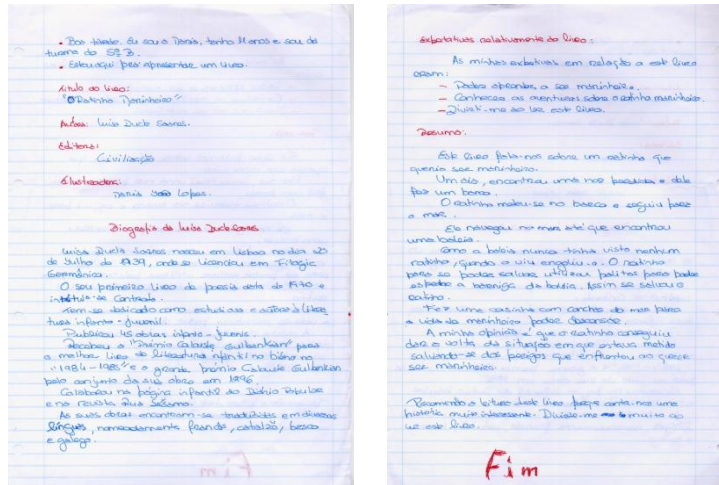 • Boa tarde. Eu sou a Tânia, tenho 11 anos e sou da
turma do 5º B.
• Estou aqui para apresentar um livro.
Título do livro:
"O Ratinho Marinheiro"
Autora: Luísa Ducla Soares.
Editora:
Civilização
Ilustradora:
João Lopes.
Biografia de Luísa Ducla Soares
Luísa Ducla Soares nasceu em Lisboa no dia 20
de Julho de 1939, onde se licenciou em Filologia
Germânica.
O seu primeiro livro de poesia data de 1970 e
intitula-se Contrato.
Tem-se dedicado como estudiosa e autora à litera
tura infanto-juvenil.
Publicou 45 obras infanto-juvenis.
Recebeu o "Prémio Calouste Gulbenkian" para
o melhor livro de literatura infantil no biénio
"1984-1985" e o grande prémio Calouste Gulbenkian
pelo conjunto da sua obra em 1996.
Colaborou na página infantil do Diário Popular
e na revista Rua Sésamo.
As suas obras encontram-se traduzidas em diversas
línguas, nomeadamente francês, catalão, basco
e galego.
Expetativas relativamente ao livro:
As minhas expetativas em relação a este livro
eram:
- Poder aprender a ser marinheiro.
- Conhecer as aventuras sobre o ratinho marinheiro.
- Divertir-me ao ler este livro.
Resumo:
Este livro fala-nos sobre um ratinho que
queria ser marinheiro.
Um dia, encontrou uma noz partida e dela
fez um barco.
O ratinho meteu-se no barco e seguiu para
o mar.
Ele navegou no mar até que encontrou
uma baleia.
Como a baleia nunca tinha visto nenhum
ratinho, quando o viu engoliu-o. O ratinho
para se poder salvar utilizou palitos para poder
a barriga da baleia. Assim se salvou o
ratinho.
Fez uma casinha com conchas do mar para
a vida de marinheiro poder descansar.
A minha opinião é que o ratinho conseguiu
dar a volta da situação em que estava metido
salvando-se dos perigos que enfrentou ao querer
ser marinheiro.
Recomendo a leitura deste livro porque conta-nos uma
história muito interessante. Diverti-me muito ao
ler este livro.
Fim